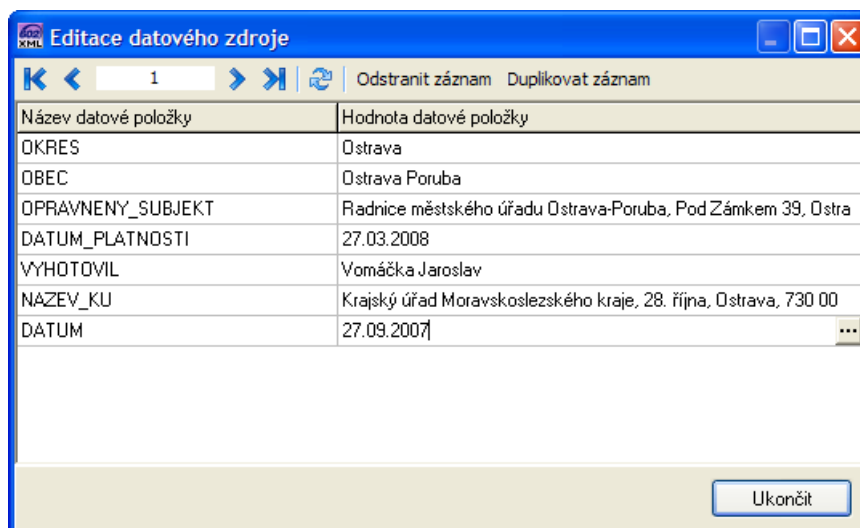 602 XML Editace datového zdroje
1 Odstranit záznam Duplikovat záznam
Název datové položky Hodnota datové položky
OKRES Ostrava
OBEC Ostrava Poruba
OPRAVNENY_SUBJEKT Radnice městského úřadu Ostrava-Poruba, Pod Zámkem 39, Ostra
DATUM_PLATNOSTI 27.03.2008
VYHOTOVIL Vomáčka Jaroslav
NAZEV_KU Krajský úřad Moravskoslezského kraje, 28. října, Ostrava, 730 00
DATUM 27.09.2007 ...
Ukončit